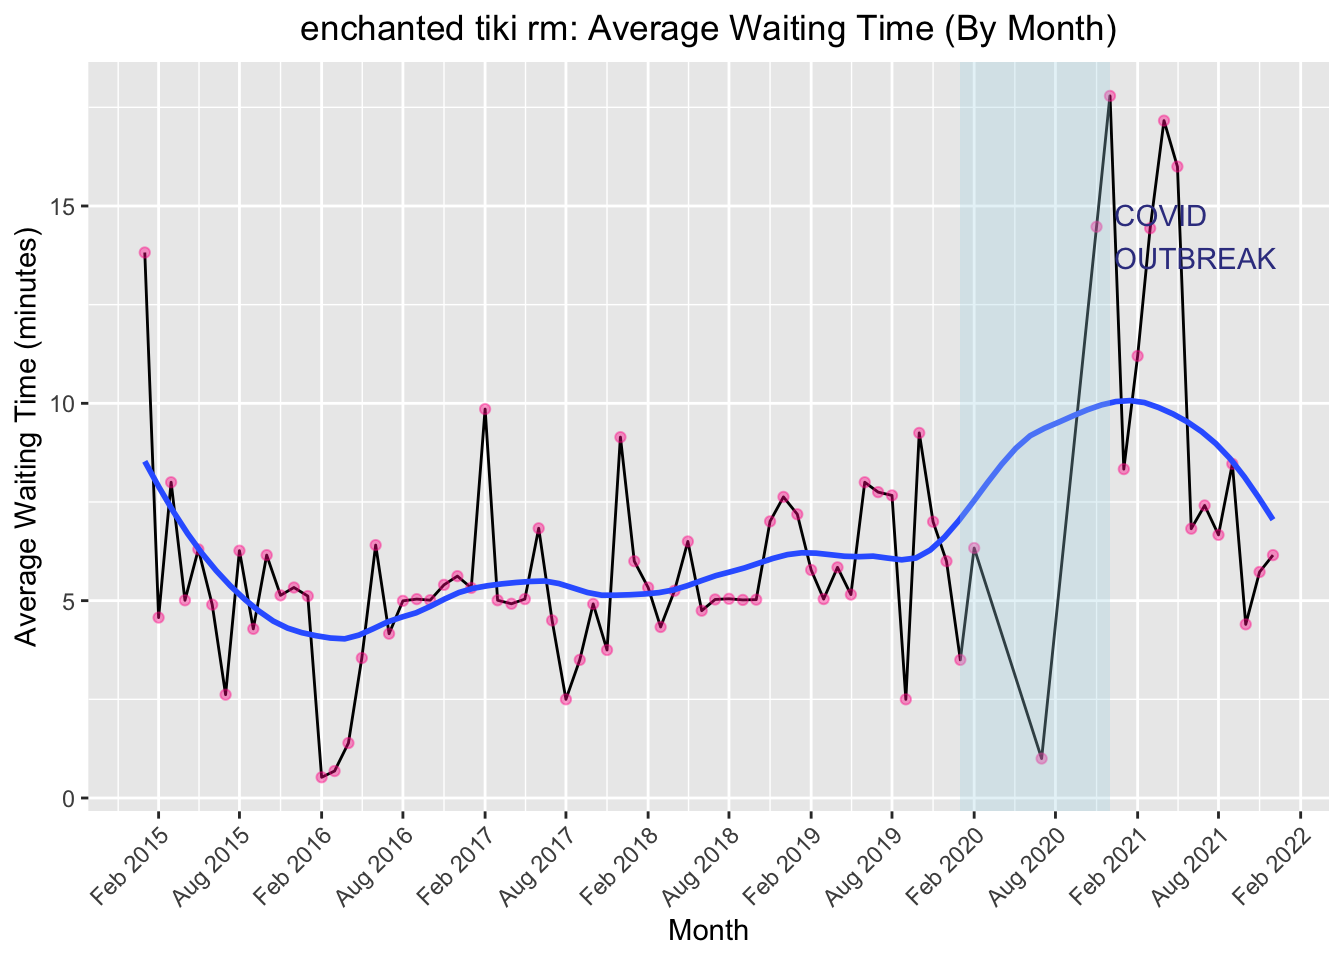 enchanted tiki rm: Average Waiting Time (By Month)
Average Waiting Time (minutes)
15
10
5
0
COVID
OUTBREAK
Feb 2015
Aug 2015
Feb 2016
Aug 2016
Feb 2017
Aug 2017
Feb 2018
Aug 2018
Feb 2019
Aug 2019
Feb 2020
Aug 2020
Feb 2021
Aug 2021
Feb 2022
Month